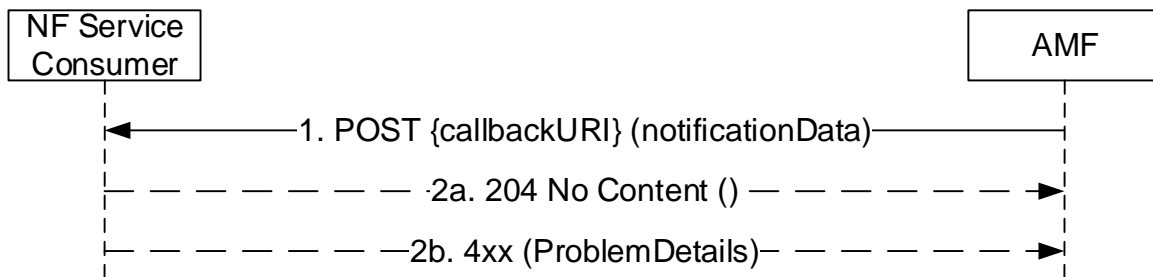 NF Service
Consumer
AMF
1. POST {callbackURI} (notificationData)
2a. 204 No Content ()
2b. 4xx (ProblemDetails)